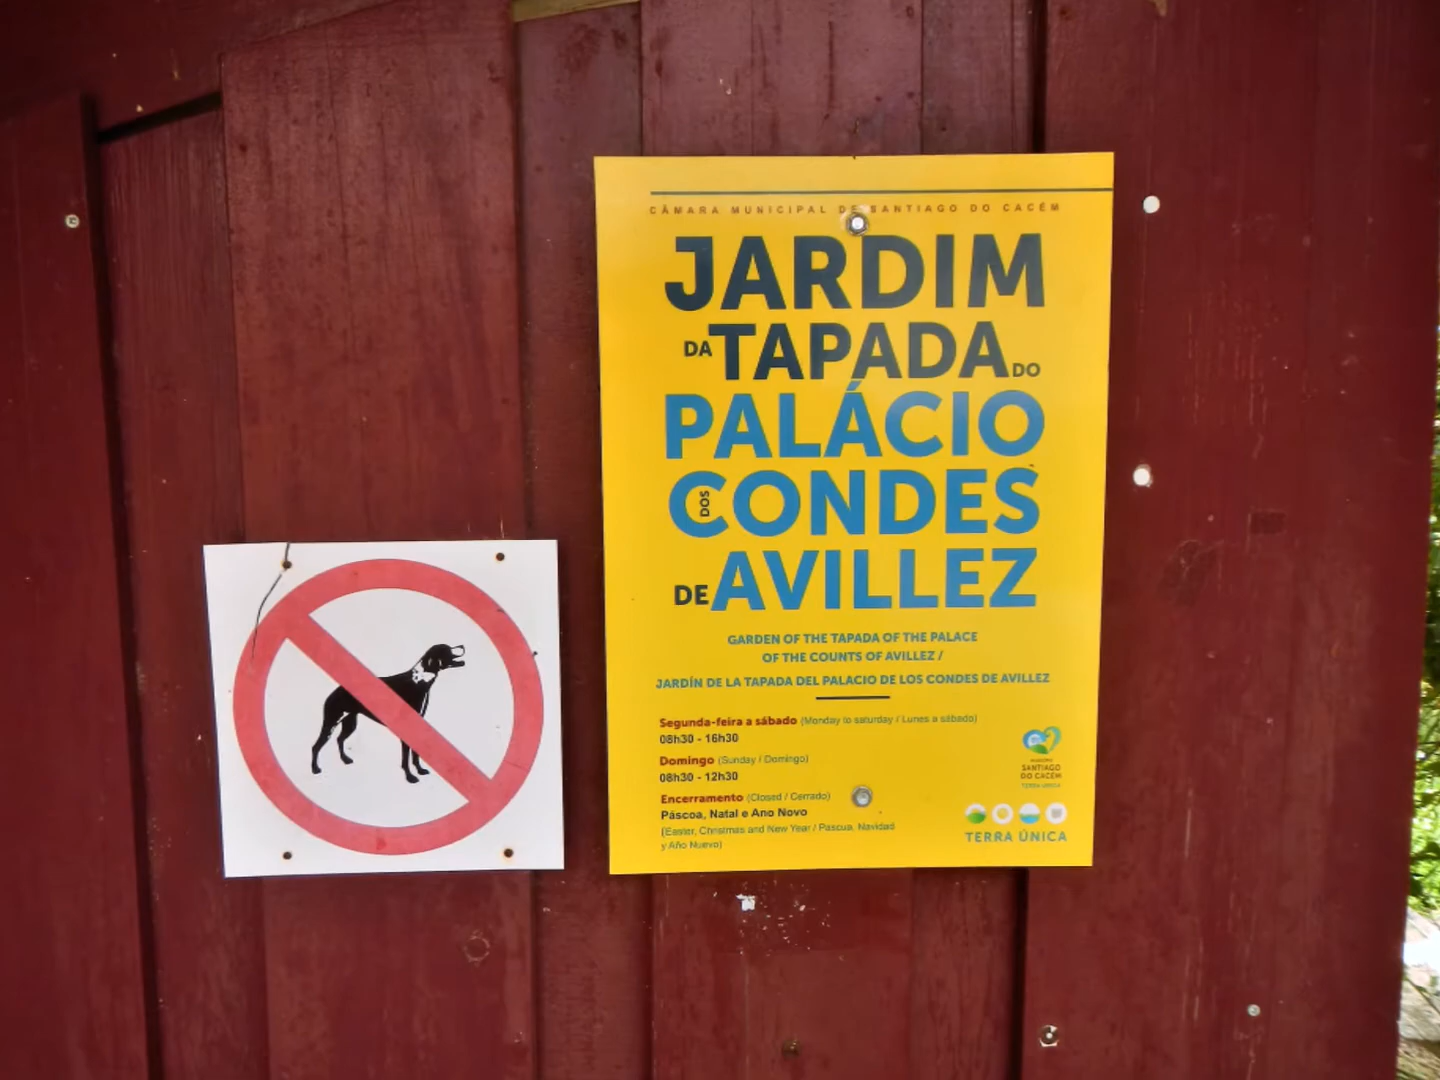 CÂMARA MUNICIPAL DE SANTIAGO DO CACÉM
JARDIM
DA TAPADA DO
PALÁCIO
DOS CONDES
DE AVILLEZ
GARDEN OF THE TAPADA OF THE PALACE
OF THE COUNTS OF AVILLEZ /
JARDÍN DE LA TAPADA DEL PALACIO DE LOS CONDES DE AVILLEZ
Segunda-feira a sábado (Monday to saturday / Lunes a sábado)
08h30 - 16h30
Domingo (Sunday / Domingo)
08h30 - 12h30
Encerramento (Closed / Cerrado)
Páscoa, Natal e Ano Novo
(Easter, Christmas and New Year / Pascua, Navidad
y Año Nuevo)
MUNICÍPIO
SANTIAGO
DO CACÉM
TERRA ÚNICA
TERRA ÚNICA